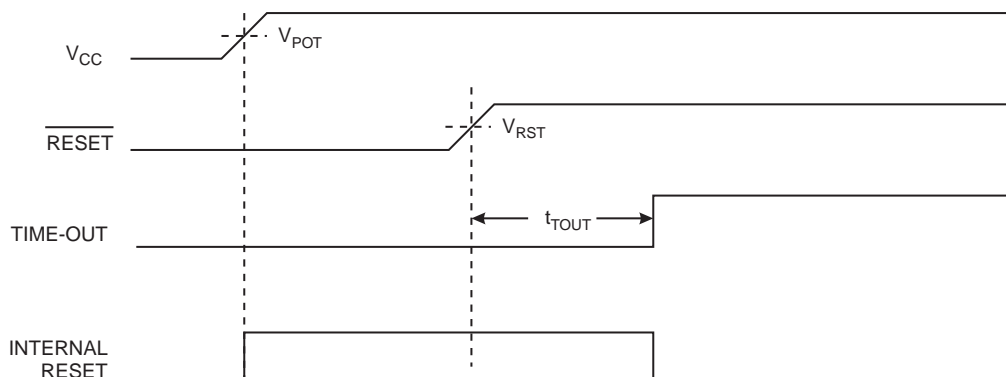 V_CC
V_POT
RESET
V_RST
TIME-OUT
t_TOUT
INTERNAL
RESET